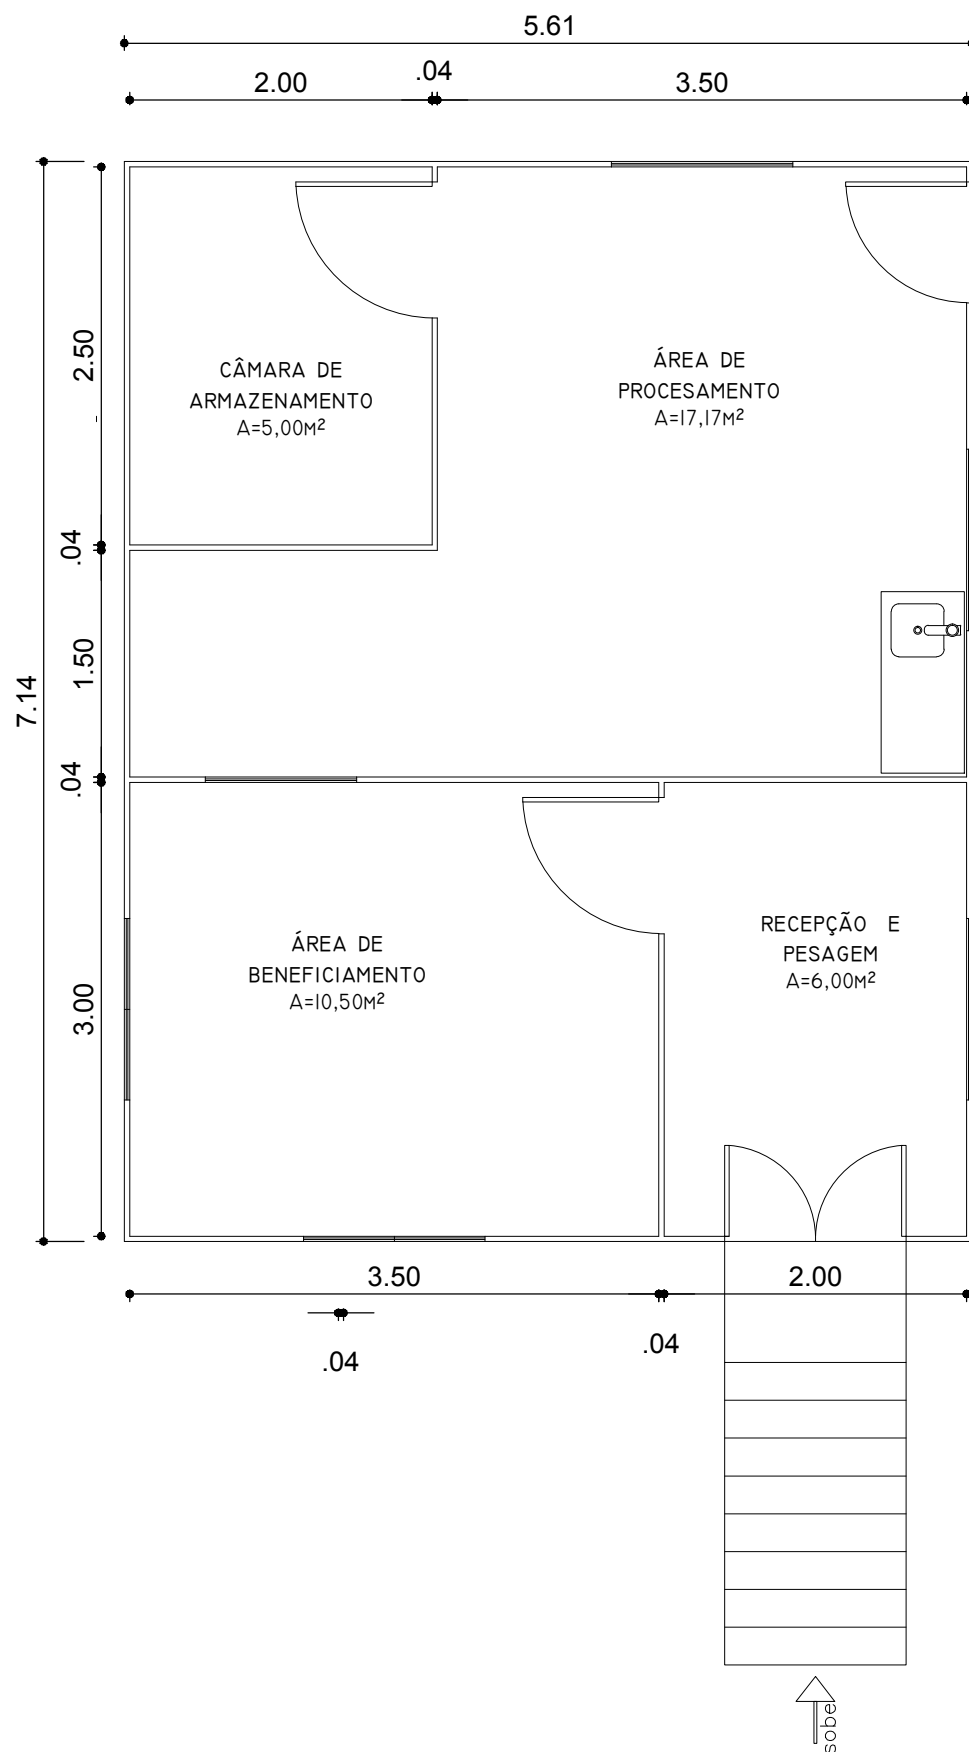 5.61
.04
2.00
3.50
2.50
CÂMARA DE
ARMAZENAMENTO
A=5,00M²
ÁREA DE
PROCESAMENTO
A=17,17M²
.04
1.50
7.14
.04
3.00
ÁREA DE
BENEFICIAMENTO
A=10,50M²
RECEPÇÃO E
PESAGEM
A=6,00M²
3.50
2.00
.04
.04
sobe